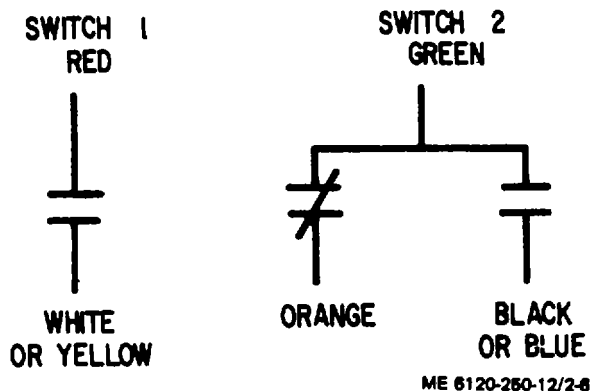 SWITCH 1
RED
SWITCH 2
GREEN
WHITE
OR YELLOW
ORANGE
BLACK
OR BLUE
ME 6120-260-12/2-6